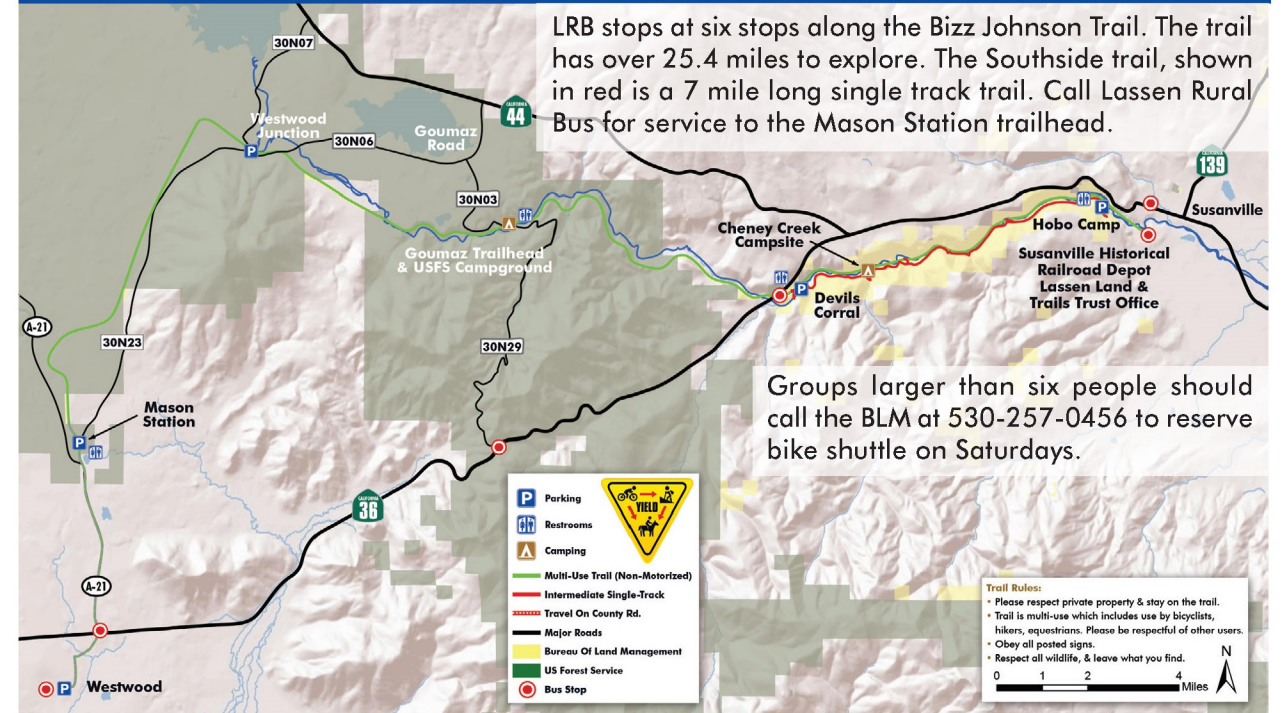 LRB stops at six stops along the Bizz Johnson Trail. The trail
has over 25.4 miles to explore. The Southside trail, shown
in red is a 7 mile long single track trail. Call Lassen Rural
Bus for service to the Mason Station trailhead.
30N07
CALIFORNIA
44
Westwood
Junction
Goumaz
Road
30N06
CALIFORNIA
139
30N03
Susanville
Cheney Creek
Campsite
Hobo Camp
Goumaz Trailhead
& USFS Campground
Susanville Historical
Railroad Depot
Lassen Land &
Trails Trust Office
Devils
Corral
A-21
30N23
30N29
Groups larger than six people should
call the BLM at 530-257-0456 to reserve
bike shuttle on Saturdays.
Mason
Station
P
CALIFORNIA
36
A-21
Westwood
P
P Parking
Restrooms
Camping
YIELD
Multi-Use Trail (Non-Motorized)
Intermediate Single-Track
Travel On County Rd.
Major Roads
Bureau Of Land Management
US Forest Service
Bus Stop
Trail Rules:
• Please respect private property & stay on the trail.
• Trail is multi-use which includes use by bicyclists,
hikers, equestrians. Please be respectful of other users.
• Obey all posted signs.
• Respect all wildlife, & leave what you find.
N
0 1 2 4
Miles